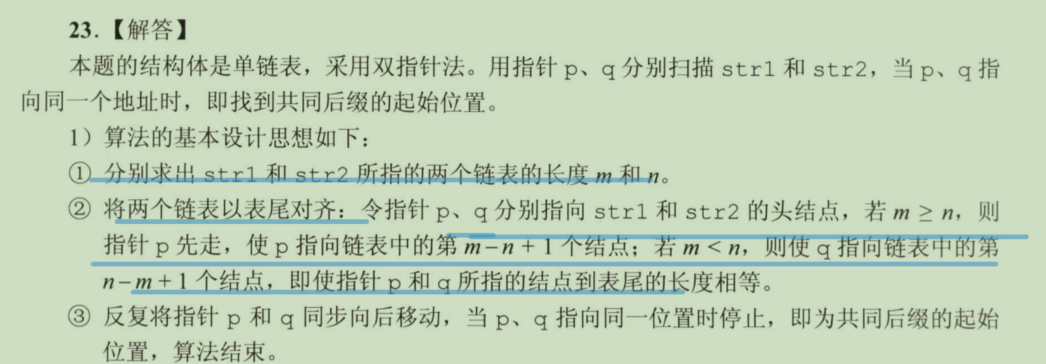 23.【解答】
本题的结构体是单链表，采用双指针法。用指针 p、q 分别扫描 str1 和 str2，当 p、q 指
向同一个地址时，即找到共同后缀的起始位置。
1）算法的基本设计思想如下：
① 分别求出 str1 和 str2 所指的两个链表的长度 m 和 n。
② 将两个链表以表尾对齐：令指针 p、q 分别指向 str1 和 str2 的头结点，若 m ≥ n，则
指针 p 先走，使 p 指向链表中的第 m − n + 1 个结点；若 m < n，则使 q 指向链表中的第
n − m + 1 个结点，即使指针 p 和 q 所指的结点到表尾的长度相等。
③ 反复将指针 p 和 q 同步向后移动，当 p、q 指向同一位置时停止，即为共同后缀的起始
位置，算法结束。